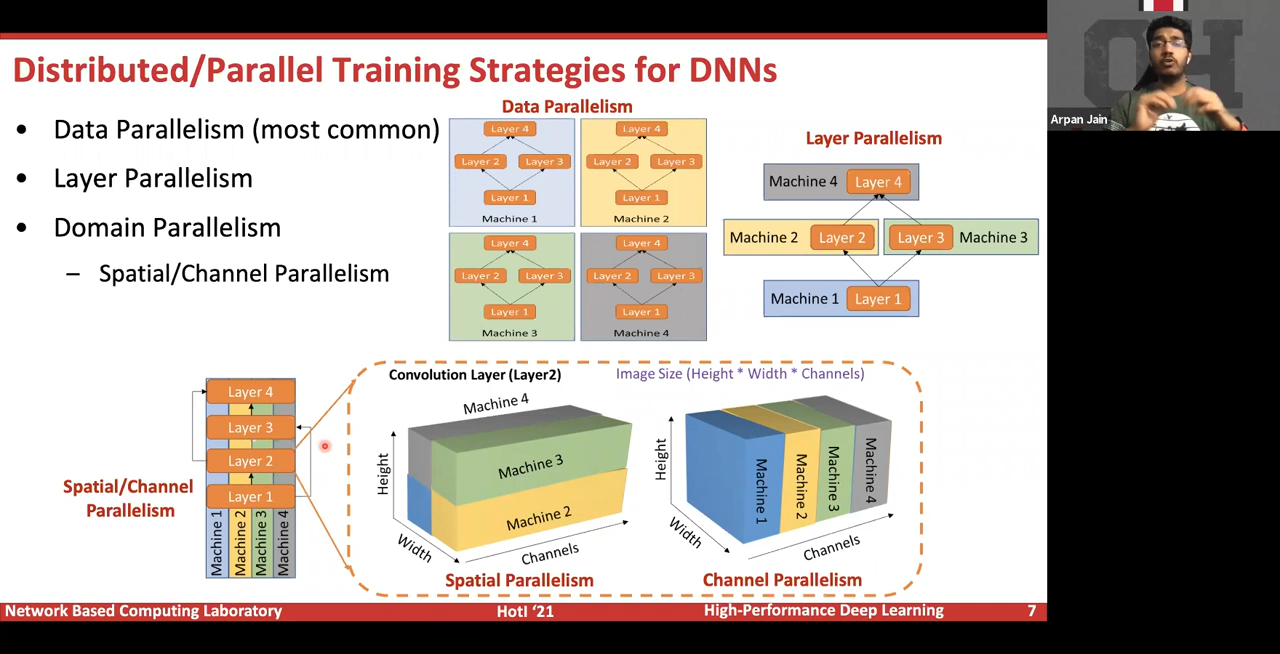 Distributed/Parallel Training Strategies for DNNs
• Data Parallelism (most common)
• Layer Parallelism
• Domain Parallelism
– Spatial/Channel Parallelism
Data Parallelism
Layer 4
Layer 2
Layer 3
Layer 1
Machine 1
Layer 4
Layer 2
Layer 3
Layer 1
Machine 2
Layer 4
Layer 2
Layer 3
Layer 1
Machine 3
Layer 4
Layer 2
Layer 3
Layer 1
Machine 4
Layer Parallelism
Machine 4 Layer 4
Machine 2 Layer 2
Layer 3 Machine 3
Machine 1 Layer 1
Arpan Jain
Spatial/Channel
Parallelism
Layer 4
Layer 3
Layer 2
Layer 1
Machine 1
Machine 2
Machine 3
Machine 4
Convolution Layer (Layer2)
Image Size (Height * Width * Channels)
Machine 4
Machine 3
Machine 2
Height
Width
Channels
Spatial Parallelism
Machine 1
Machine 2
Machine 3
Machine 4
Height
Width
Channels
Channel Parallelism
Network Based Computing Laboratory
HotI ‘21
High-Performance Deep Learning
7